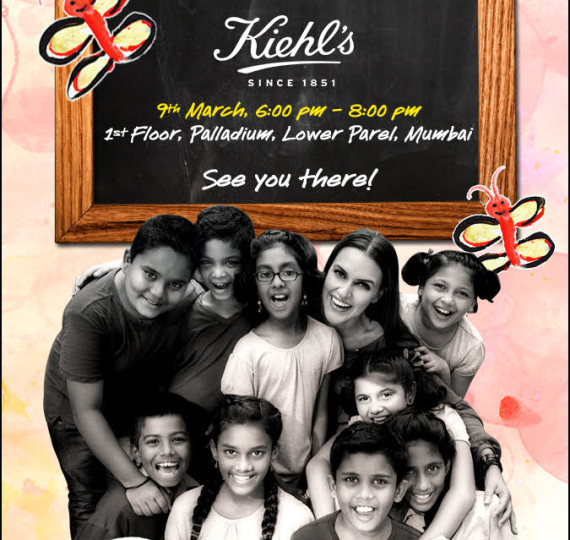 Kiehl's
SINCE 1851
9th March, 6:00 pm – 8:00 pm
1st Floor, Palladium, Lower Parel, Mumbai
See you there!